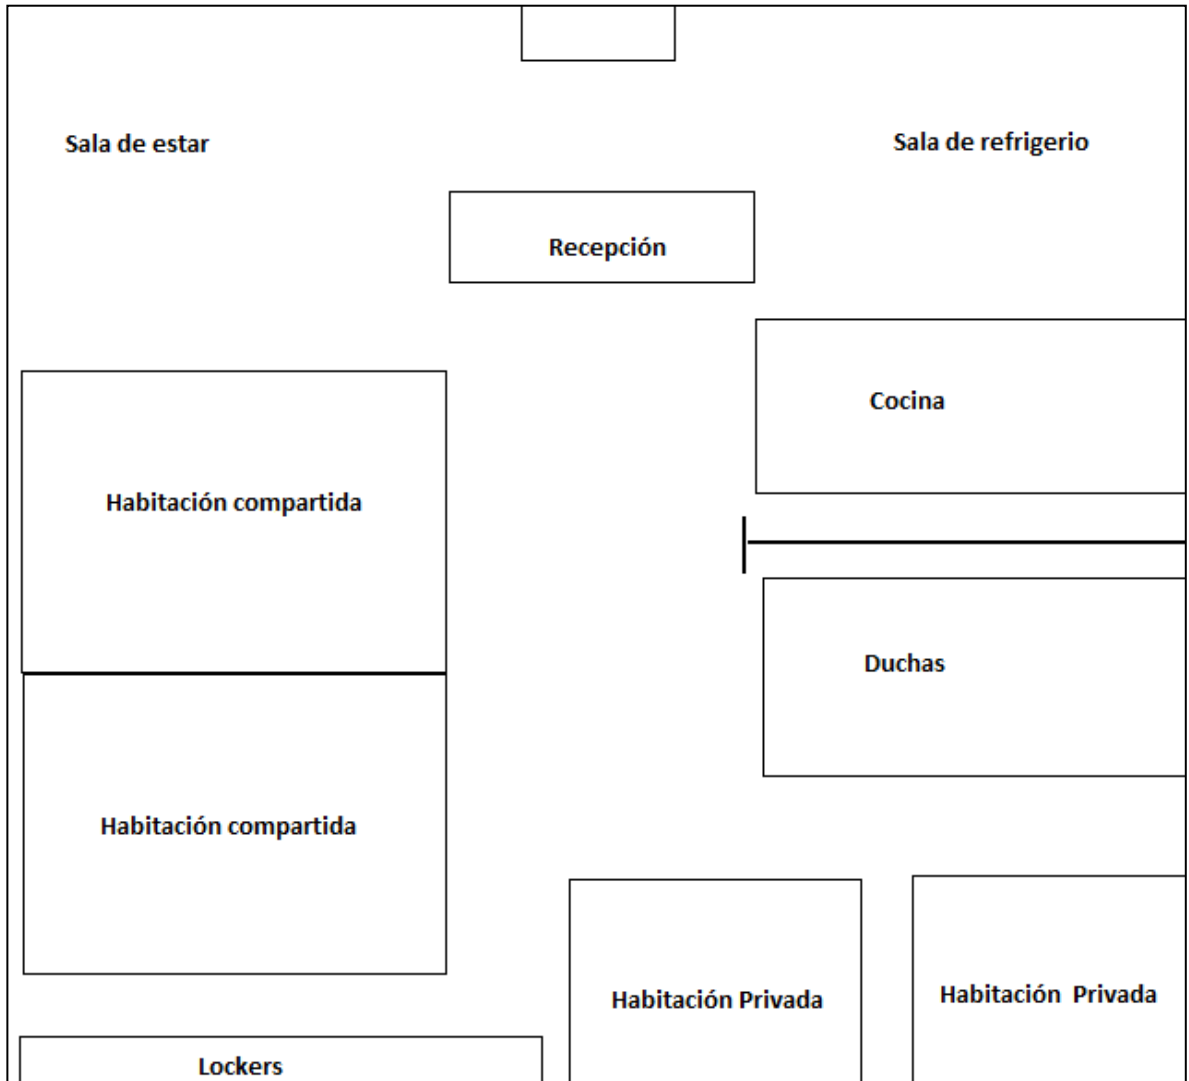 Sala de estar
Sala de refrigerio
Recepción
Cocina
Habitación compartida
Duchas
Habitación compartida
Habitación Privada
Habitación  Privada
Lockers